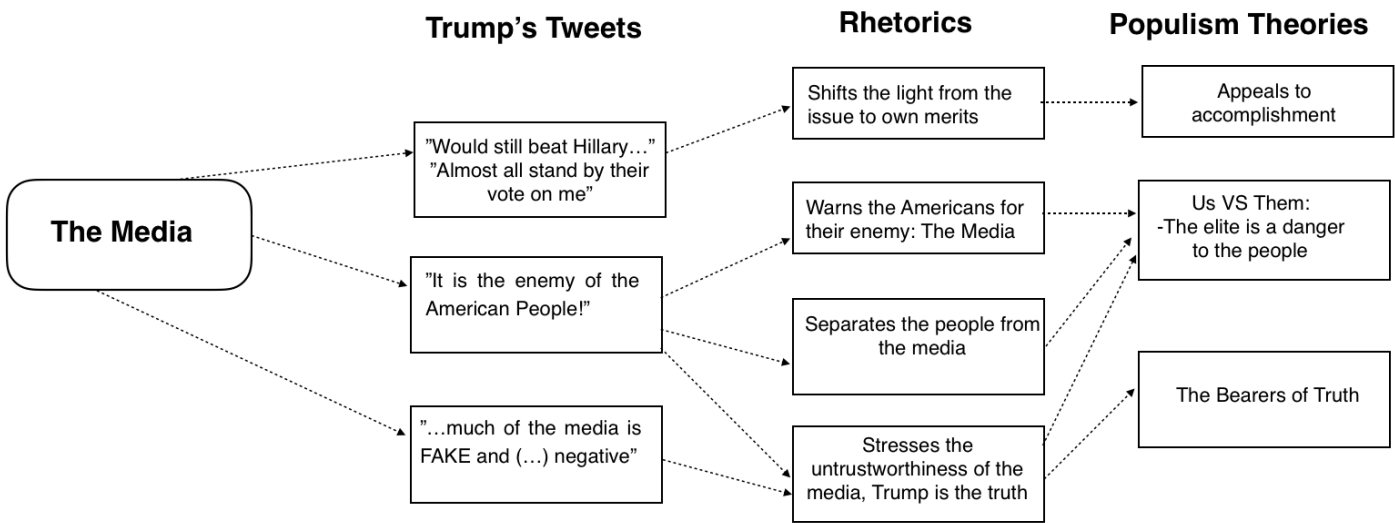 Trump’s Tweets
Rhetorics
Populism Theories
The Media
”Would still beat Hillary…”
”Almost all stand by their
vote on me”
”It is the enemy of the
American People!”
”…much of the media is
FAKE and (…) negative”
Shifts the light from the
issue to own merits
Warns the Americans for
their enemy: The Media
Separates the people from
the media
Stresses the
untrustworthiness of the
media, Trump is the truth
Appeals to
accomplishment
Us VS Them:
-The elite is a danger
to the people
The Bearers of Truth